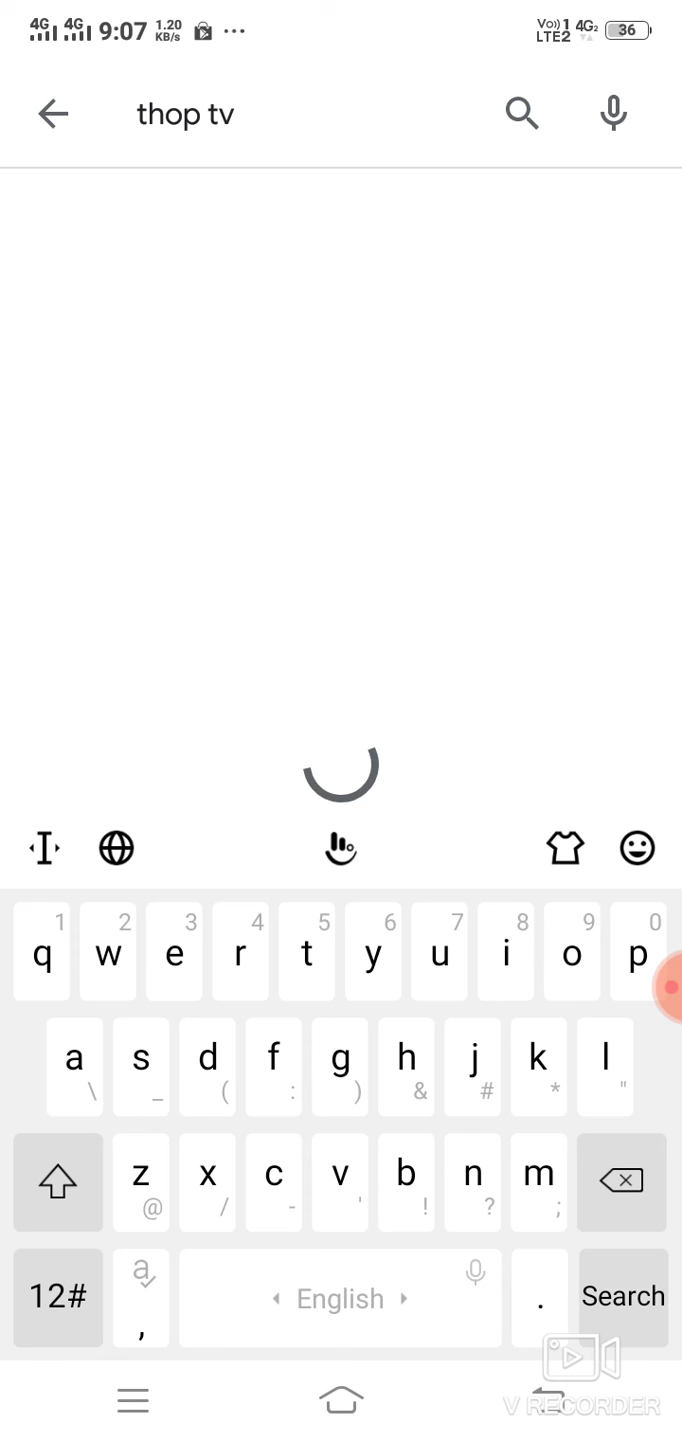 4G 4G 9:07 1.20 KB/s ... Vo)) 1 LTE2 4G2 36
thop tv
1 2 3 4 5 6 7 8 9 0
q w e r t y u i o p
a s d f g h j k l
\ _ ( : ) & # * "
z x c v b n m
@ / - ' ! ? ;
12# , English . Search
V RECORDER